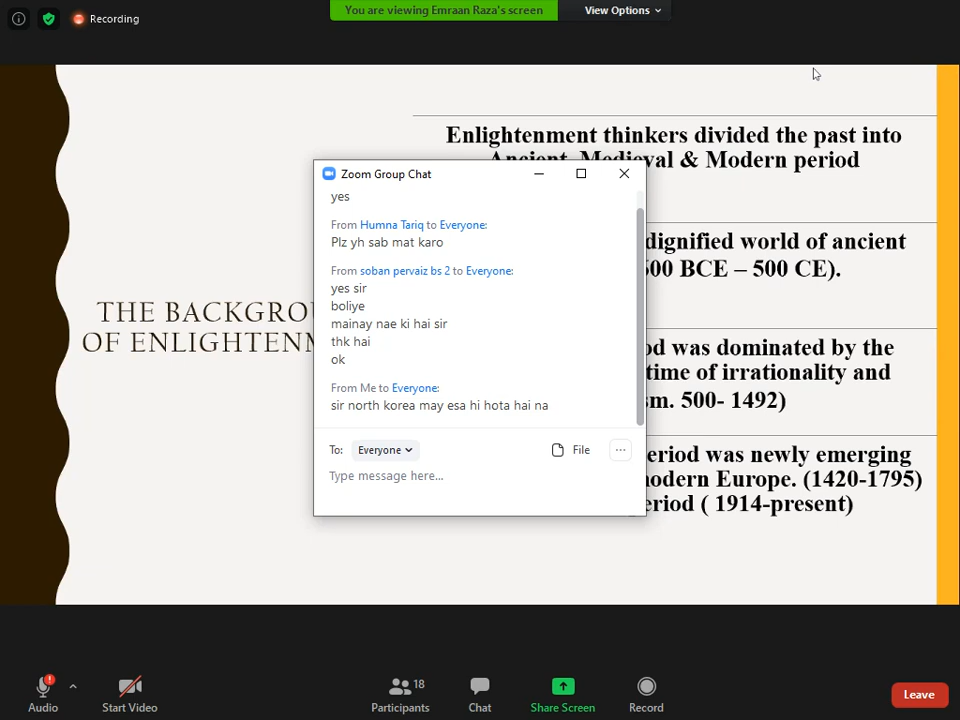 Recording
You are viewing Emraan Raza's screen
View Options
Enlightenment thinkers divided the past into
Ancient, Medieval & Modern period
dignified world of ancient
500 BCE – 500 CE).
THE BACKGROU
OF ENLIGHTENM
was dominated by the
time of irrationality and
500- 1492)
was newly emerging
Europe. (1420-1795)
( 1914-present)
Zoom Group Chat
yes
From Humna Tariq to Everyone:
Plz yh sab mat karo
From soban pervaiz bs 2 to Everyone:
yes sir
boliye
mainay nae ki hai sir
thk hai
ok
From Me to Everyone:
sir north korea may esa hi hota hai na
To: Everyone
File
Type message here...
Audio
Start Video
18
Participants
Chat
Share Screen
Record
Leave